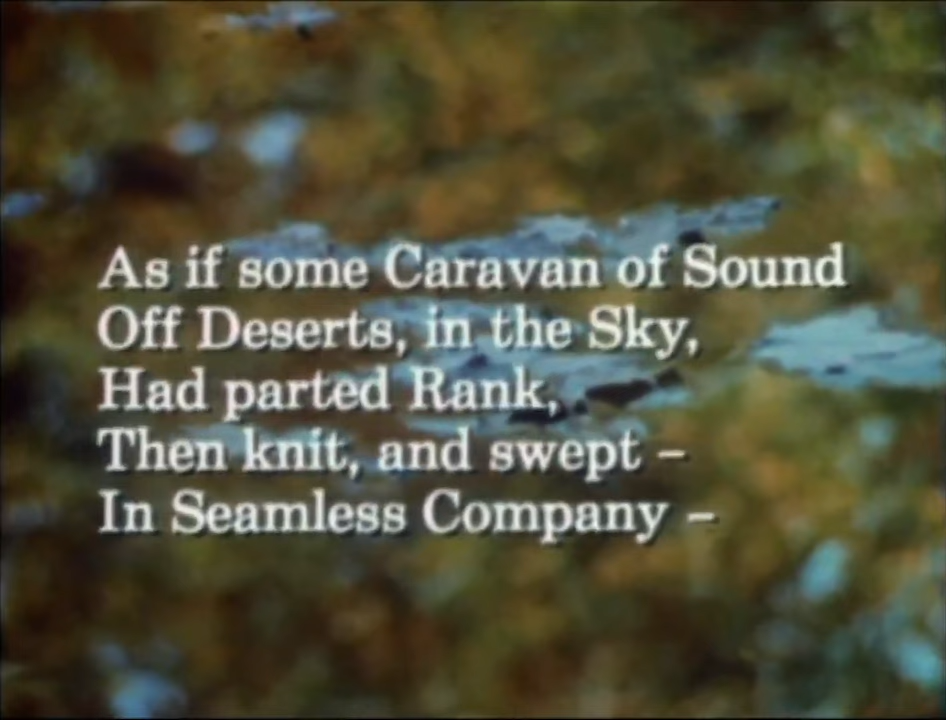 As if some Caravan of Sound
Off Deserts, in the Sky,
Had parted Rank,
Then knit, and swept –
In Seamless Company –